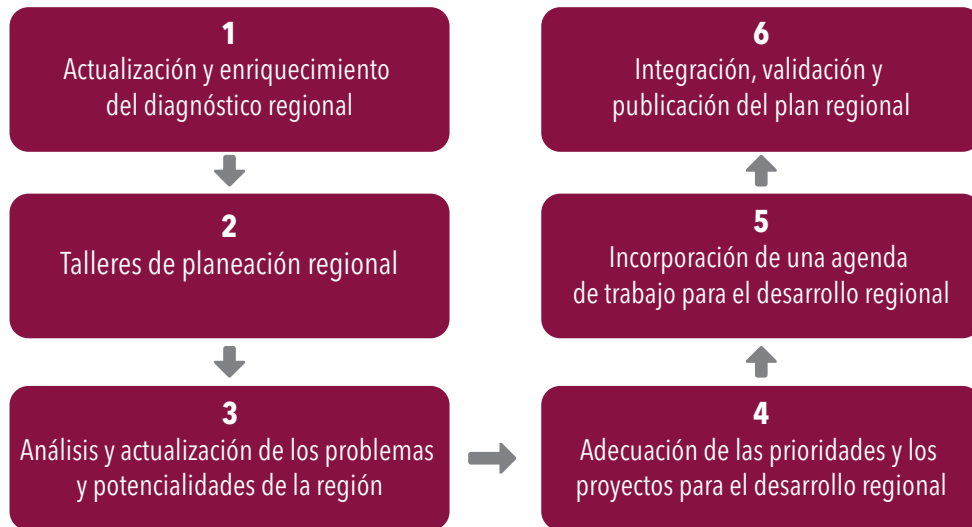 1
Actualización y enriquecimiento
del diagnóstico regional
2
Talleres de planeación regional
3
Análisis y actualización de los problemas
y potencialidades de la región
4
Adecuación de las prioridades y los
proyectos para el desarrollo regional
5
Incorporación de una agenda
de trabajo para el desarrollo regional
6
Integración, validación y
publicación del plan regional